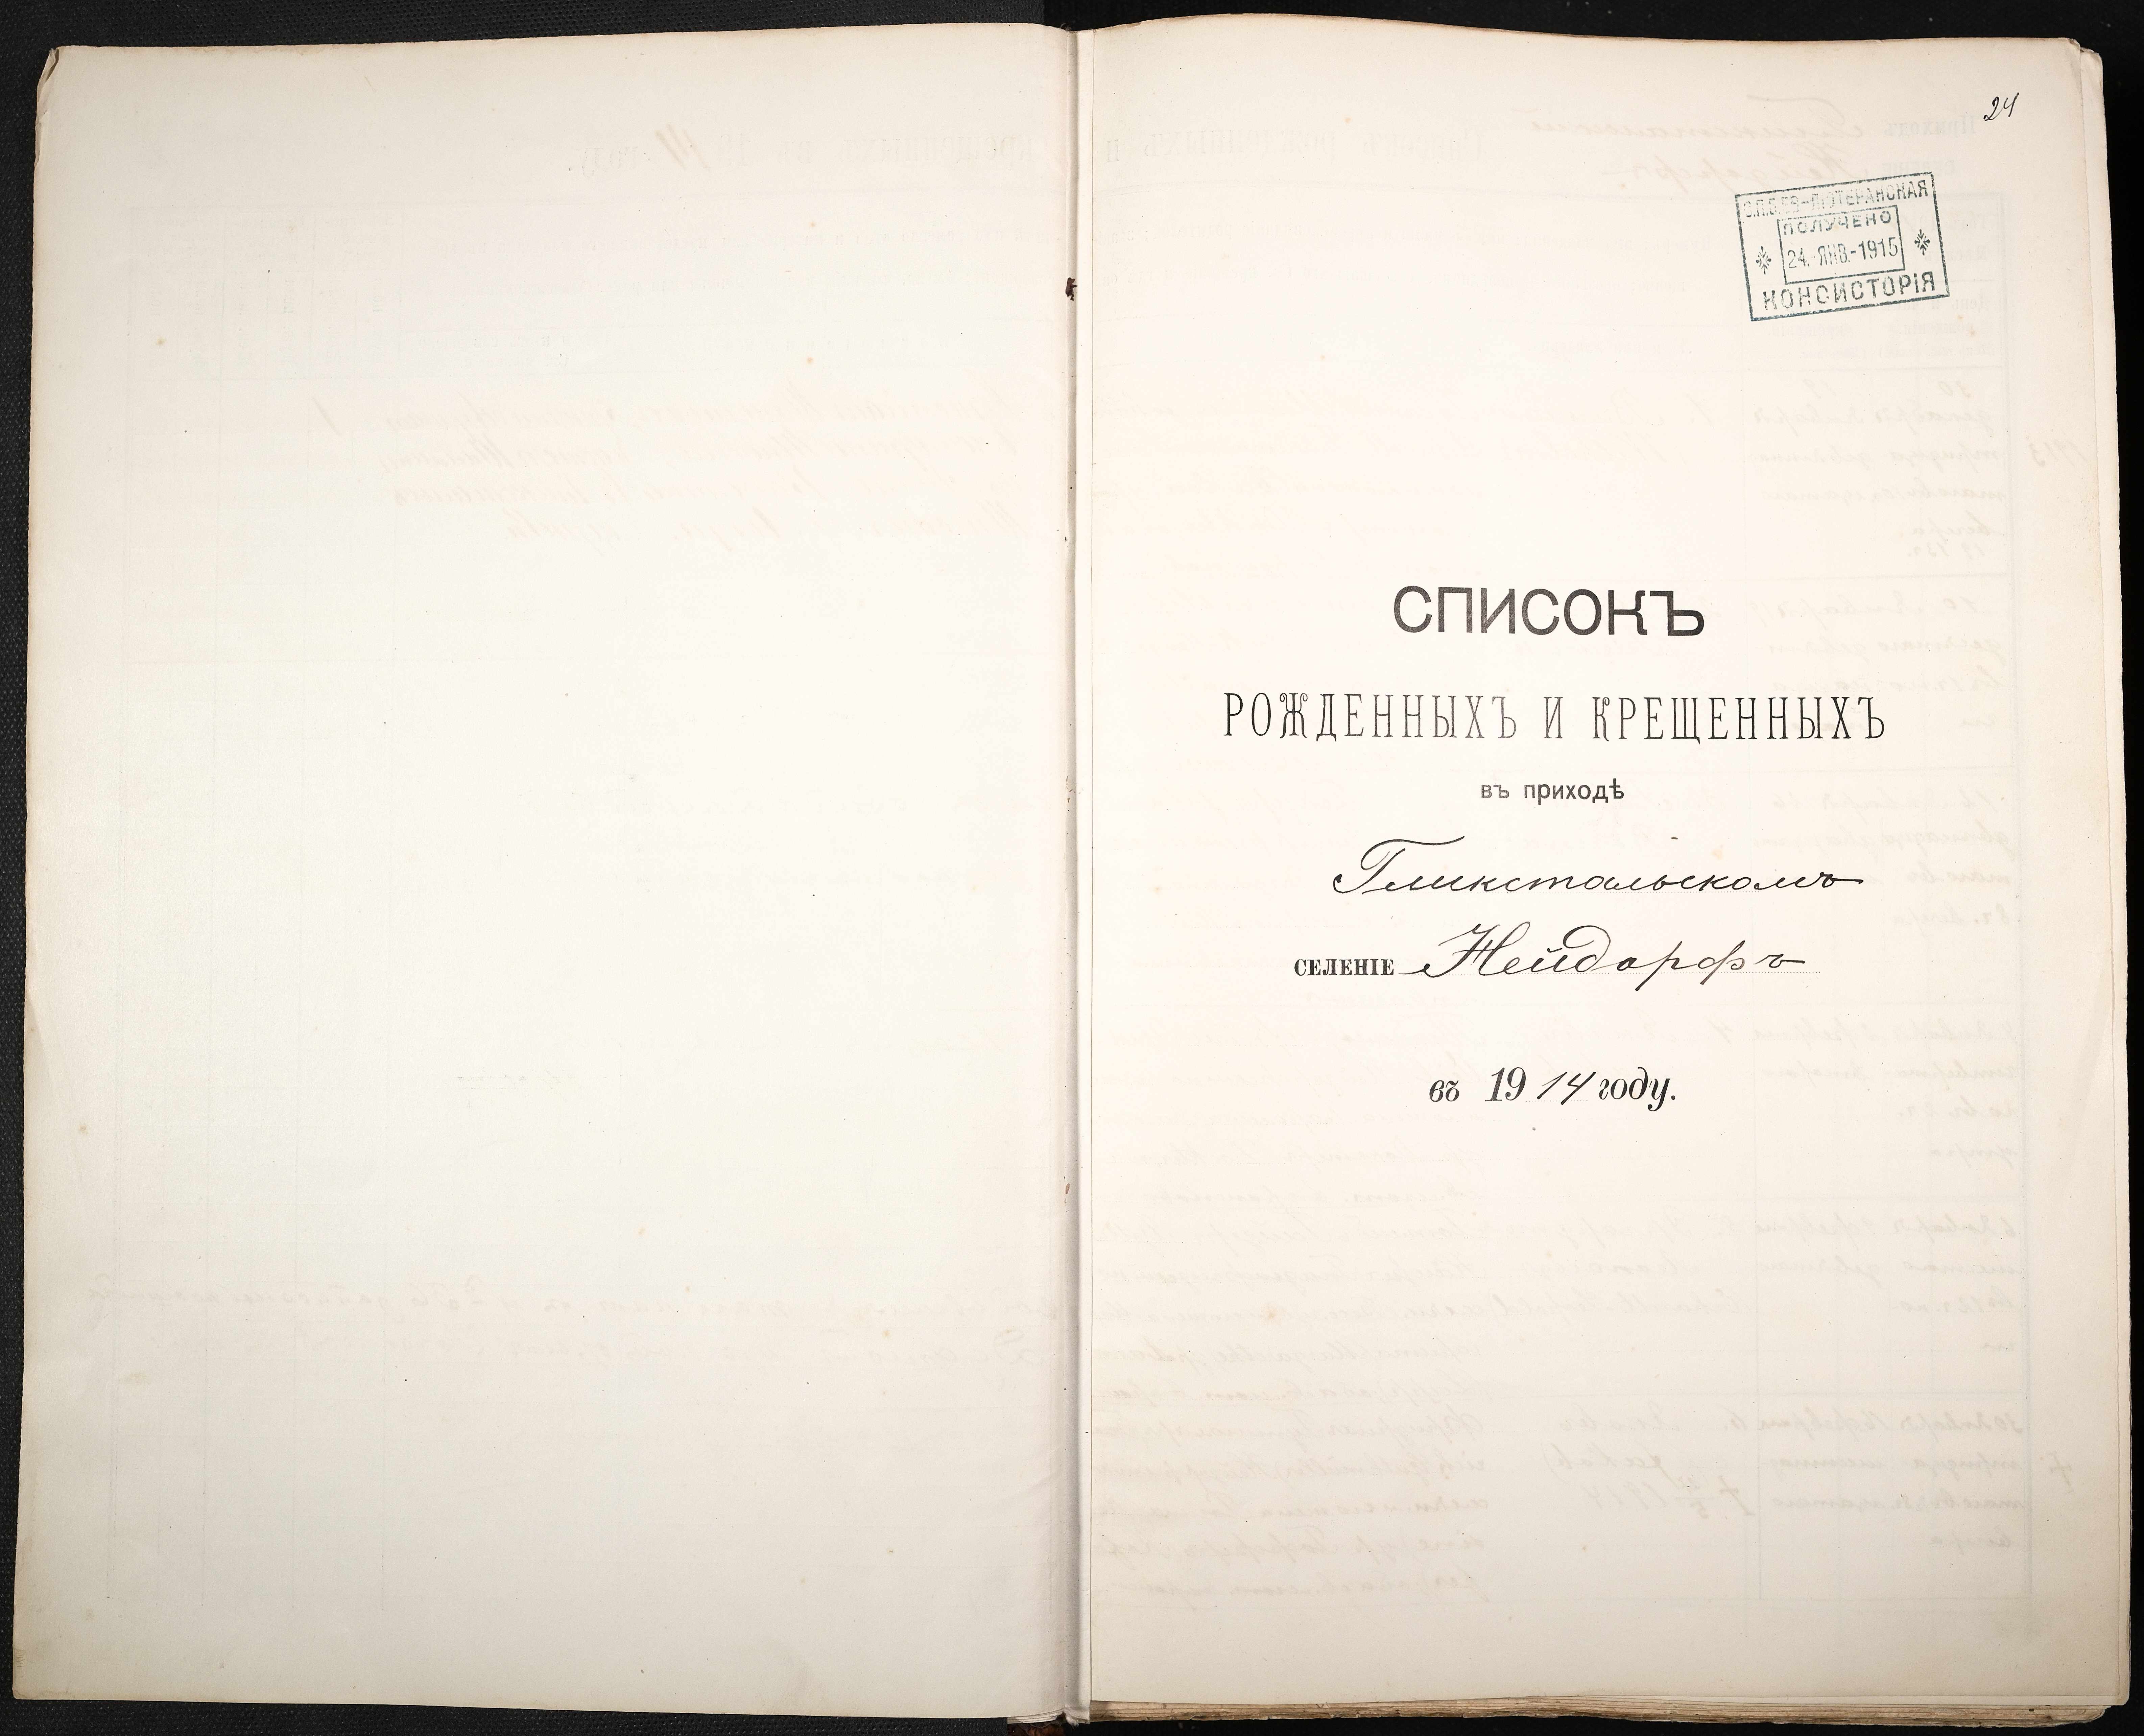 24
С.П.Б. ЕВ-ЛЮТЕРАНСКАЯ
ПОЛУЧЕНО
24.-ЯНВ.-1915
КОНСИСТОРІЯ
СПИСОКЪ
РОЖДЕННЫХЪ И КРЕЩЕННЫХЪ
въ приходѣ
Гликстальскомъ
СЕЛЕНІЕ Нейдорфъ
въ 1914 году.